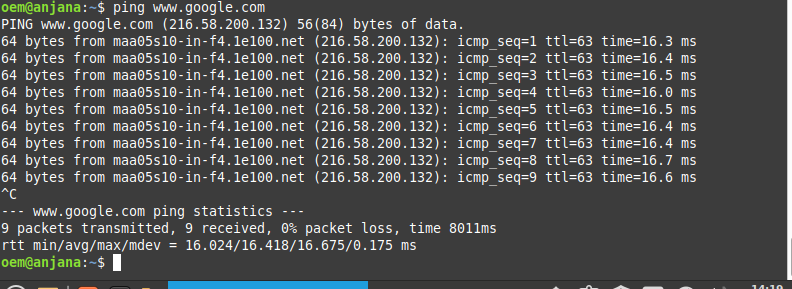 oem@anjana:~$ ping www.google.com
PING www.google.com (216.58.200.132) 56(84) bytes of data.
64 bytes from maa05s10-in-f4.1e100.net (216.58.200.132): icmp_seq=1 ttl=63 time=16.3 ms
64 bytes from maa05s10-in-f4.1e100.net (216.58.200.132): icmp_seq=2 ttl=63 time=16.4 ms
64 bytes from maa05s10-in-f4.1e100.net (216.58.200.132): icmp_seq=3 ttl=63 time=16.5 ms
64 bytes from maa05s10-in-f4.1e100.net (216.58.200.132): icmp_seq=4 ttl=63 time=16.0 ms
64 bytes from maa05s10-in-f4.1e100.net (216.58.200.132): icmp_seq=5 ttl=63 time=16.5 ms
64 bytes from maa05s10-in-f4.1e100.net (216.58.200.132): icmp_seq=6 ttl=63 time=16.4 ms
64 bytes from maa05s10-in-f4.1e100.net (216.58.200.132): icmp_seq=7 ttl=63 time=16.4 ms
64 bytes from maa05s10-in-f4.1e100.net (216.58.200.132): icmp_seq=8 ttl=63 time=16.7 ms
64 bytes from maa05s10-in-f4.1e100.net (216.58.200.132): icmp_seq=9 ttl=63 time=16.6 ms
^C
--- www.google.com ping statistics ---
9 packets transmitted, 9 received, 0% packet loss, time 8011ms
rtt min/avg/max/mdev = 16.024/16.418/16.675/0.175 ms
oem@anjana:~$